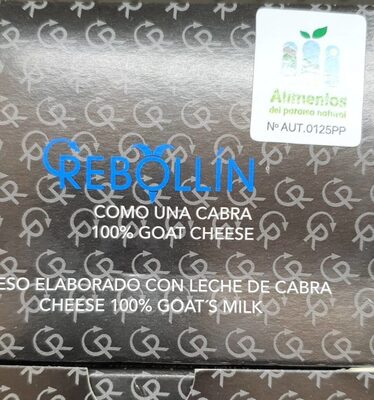 Alimentos
del paraíso natural
Nº AUT.0125PP
REBOLLÍN
COMO UNA CABRA
100% GOAT CHEESE
ESO ELABORADO CON LECHE DE CABRA
CHEESE 100% GOAT´S MILK